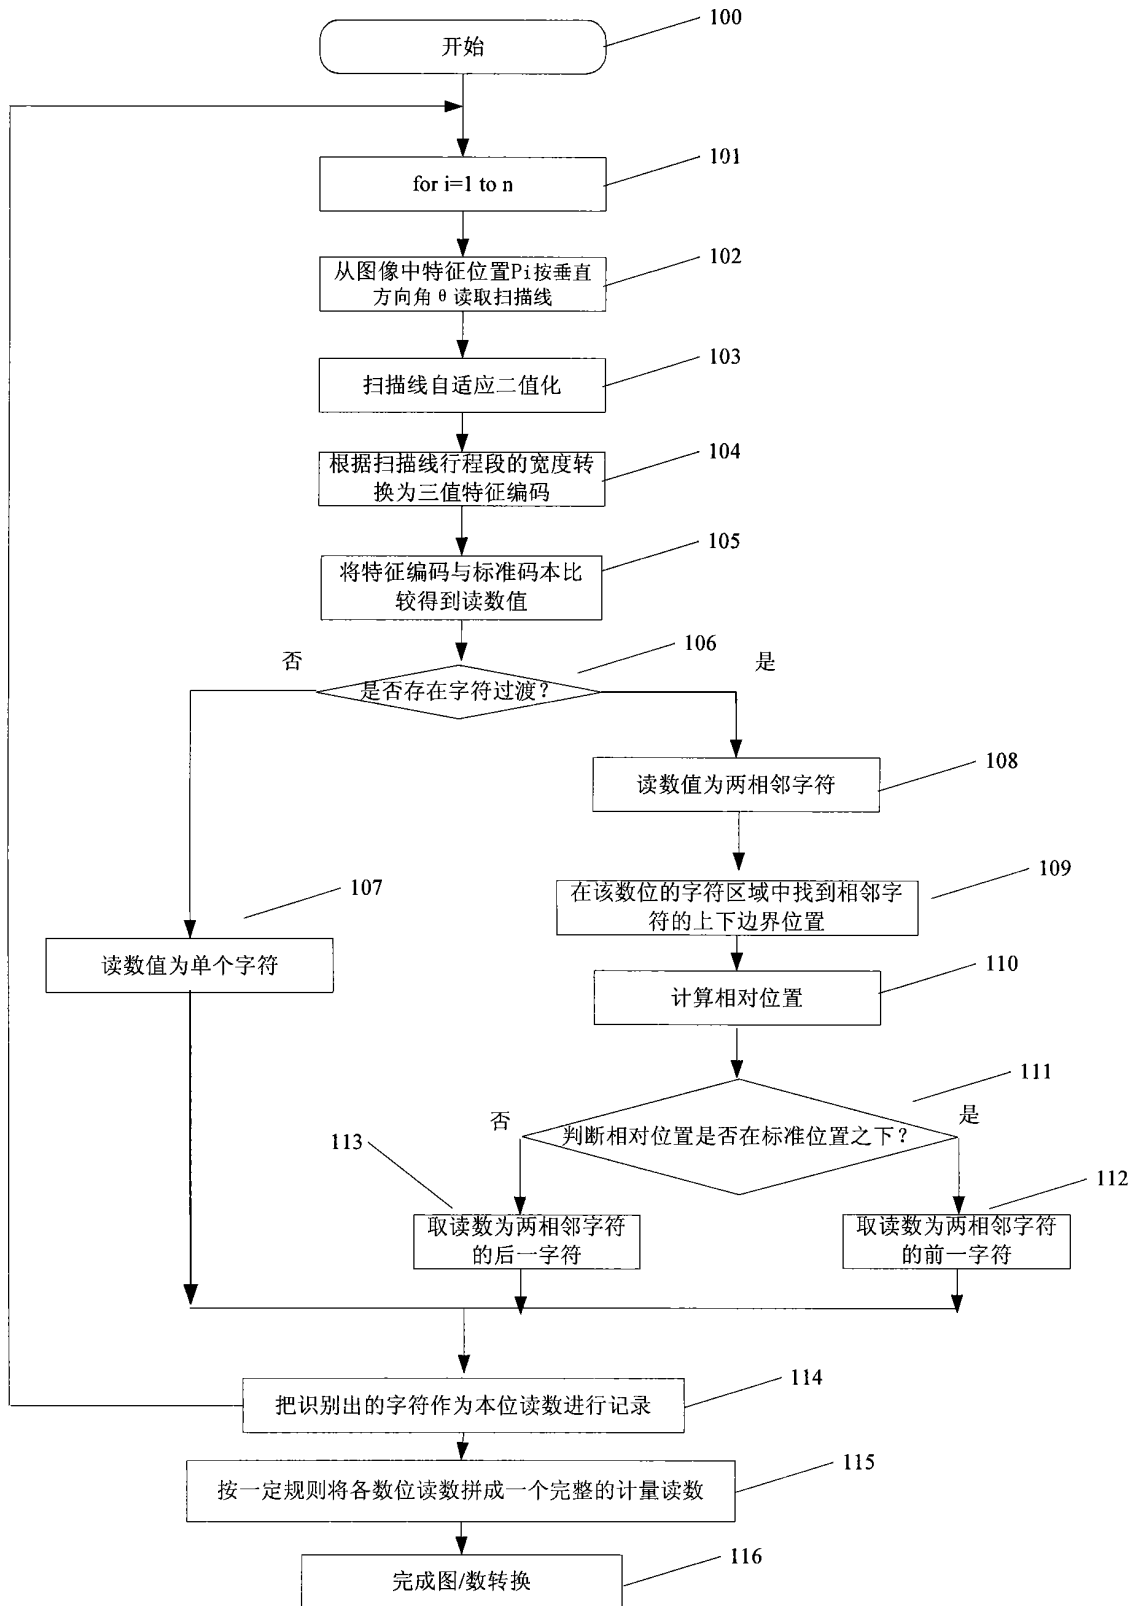 开始
100
for i=1 to n
101
从图像中特征位置Pi按垂直
方向角θ读取扫描线
102
扫描线自适应二值化
103
根据扫描线行程段的宽度转
换为三值特征编码
104
将特征编码与标准码本比
较得到读数值
105
是否存在字符过渡?
106
否
是
读数值为两相邻字符
108
在该数位的字符区域中找到相邻字
符的上下边界位置
109
读数值为单个字符
107
计算相对位置
110
判断相对位置是否在标准位置之下?
111
否
是
取读数为两相邻字符
的后一字符
113
取读数为两相邻字符
的前一字符
112
把识别出的字符作为本位读数进行记录
114
按一定规则将各数位读数拼成一个完整的计量读数
115
完成图/数转换
116